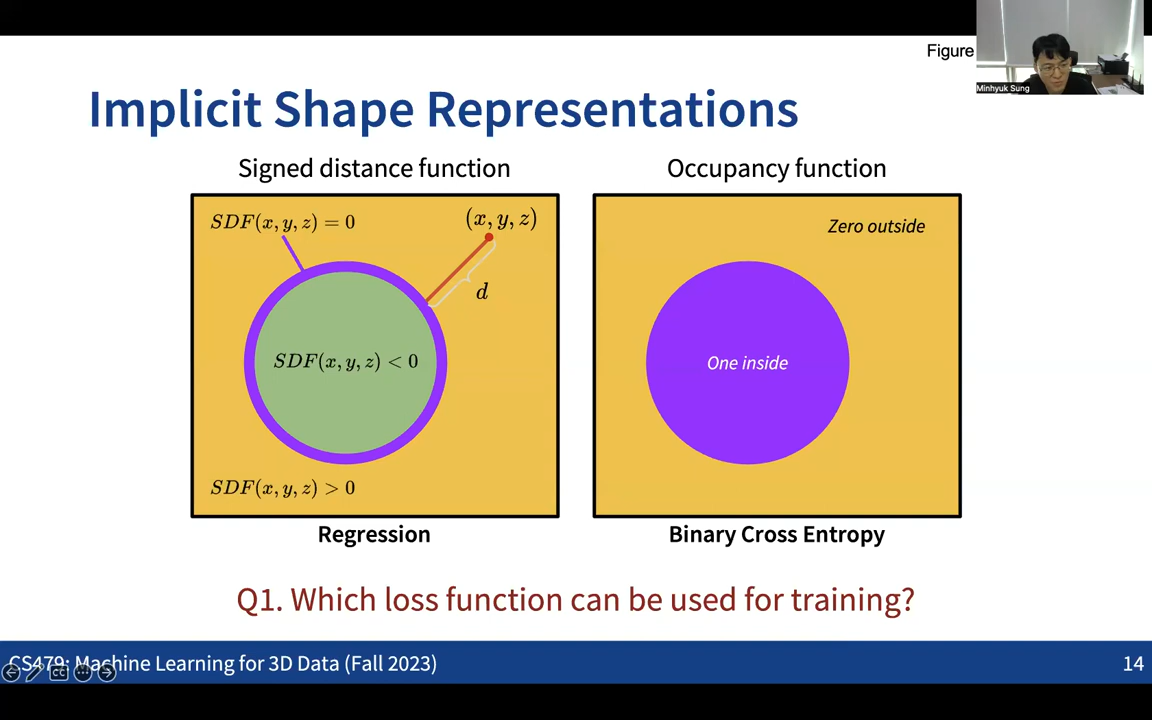 Figure
Minhyuk Sung
Implicit Shape Representations
Signed distance function
Occupancy function
SDF(x, y, z) = 0
(x, y, z)
d
SDF(x, y, z) < 0
SDF(x, y, z) > 0
Zero outside
One inside
Regression
Binary Cross Entropy
Q1. Which loss function can be used for training?
CS479: Machine Learning for 3D Data (Fall 2023)
14
CC